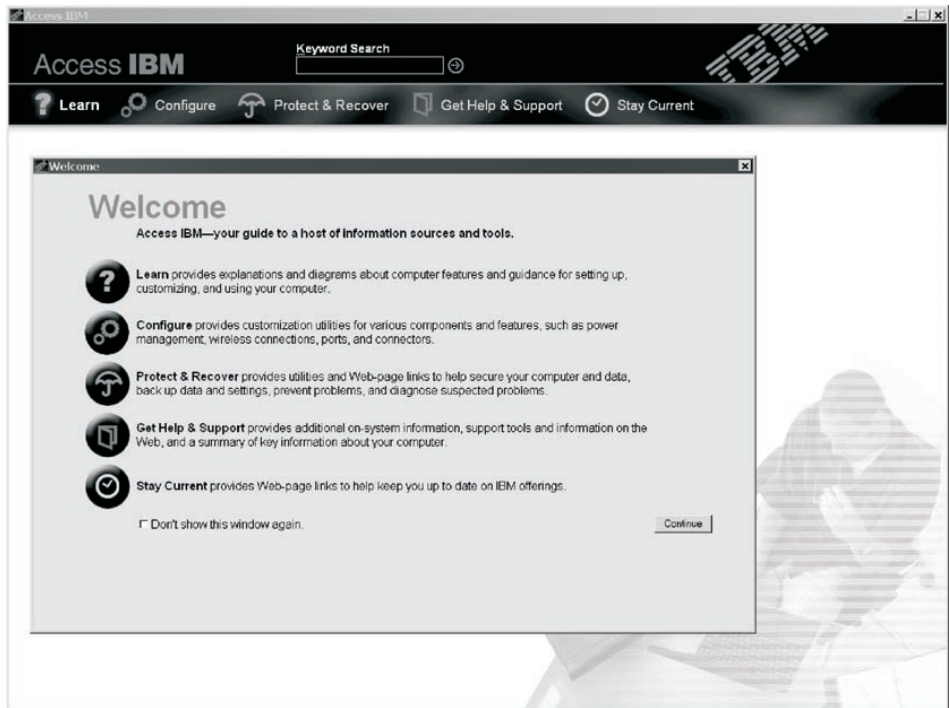 Access IBM
Keyword Search
Access IBM
IBM
Learn Configure Protect & Recover Get Help & Support Stay Current
Welcome
Welcome
Access IBM—your guide to a host of information sources and tools.
Learn provides explanations and diagrams about computer features and guidance for setting up,
customizing, and using your computer.
Configure provides customization utilities for various components and features, such as power
management, wireless connections, ports, and connectors.
Protect & Recover provides utilities and Web-page links to help secure your computer and data,
back up data and settings, prevent problems, and diagnose suspected problems.
Get Help & Support provides additional on-system information, support tools and information on the
Web, and a summary of key information about your computer.
Stay Current provides Web-page links to help keep you up to date on IBM offerings.
Don't show this window again.
Continue